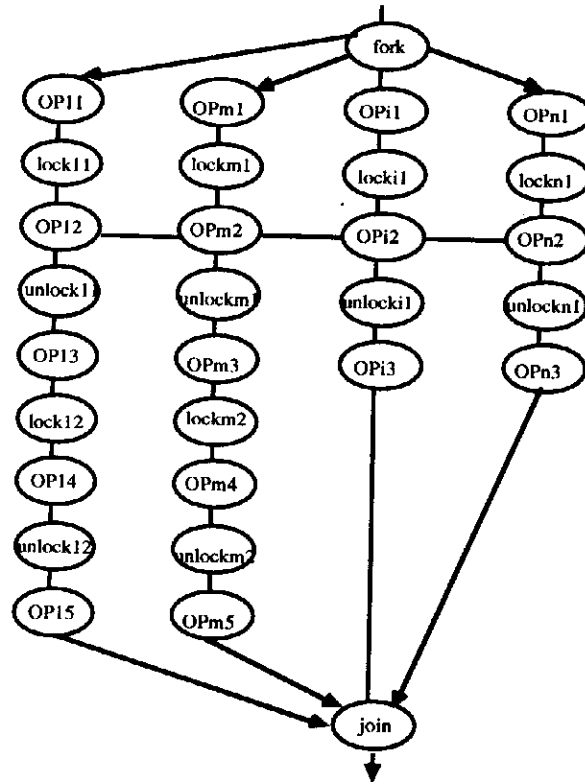 fork
OP11
OPm1
OPi1
OPn1
lock11
lockm1
locki1
lockn1
OP12
OPm2
OPi2
OPn2
unlock11
unlockm1
unlocki1
unlockn1
OP13
OPm3
OPi3
OPn3
lock12
lockm2
OP14
OPm4
unlock12
unlockm2
OP15
OPm5
join